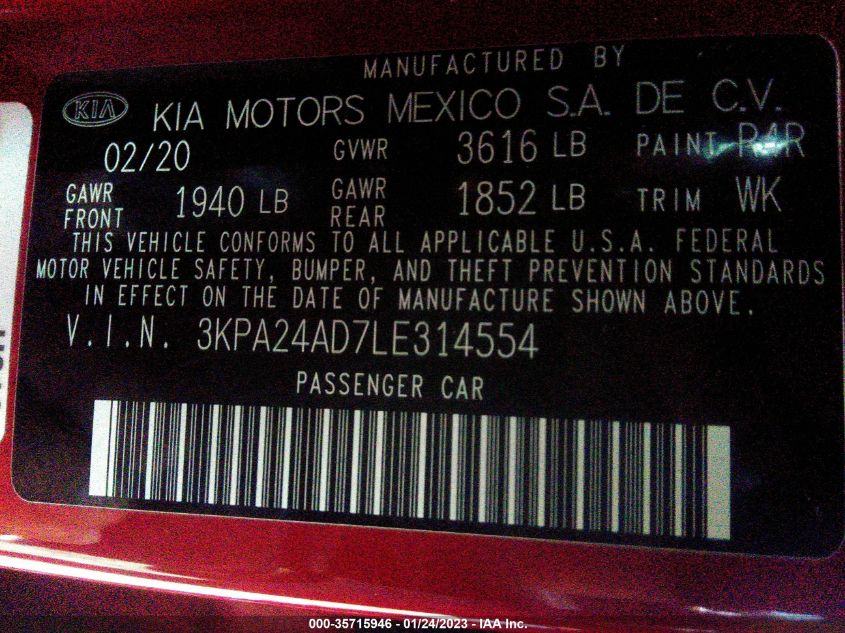 MANUFACTURED BY
KIA KIA MOTORS MEXICO S.A. DE C.V.
02/20 GVWR 3616 LB PAINT R4R
GAWR FRONT 1940 LB GAWR REAR 1852 LB TRIM WK
THIS VEHICLE CONFORMS TO ALL APPLICABLE U.S.A. FEDERAL
MOTOR VEHICLE SAFETY, BUMPER, AND THEFT PREVENTION STANDARDS
IN EFFECT ON THE DATE OF MANUFACTURE SHOWN ABOVE.
V.I.N. 3KPA24AD7LE314554
PASSENGER CAR
000-35715946 - 01/24/2023 - IAA Inc.